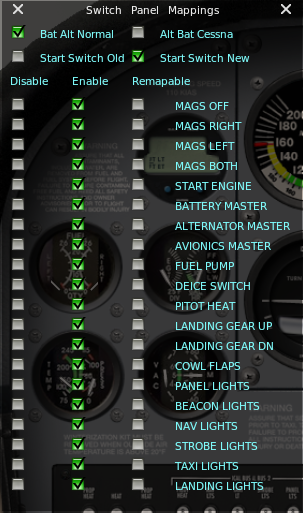 Switch Panel Mappings
Bat Alt Normal Alt Bat Cessna
Start Switch Old Start Switch New
Disable Enable Remapable
MAGS OFF
MAGS RIGHT
MAGS LEFT
MAGS BOTH
START ENGINE
BATTERY MASTER
ALTERNATOR MASTER
AVIONICS MASTER
FUEL PUMP
DEICE SWITCH
PITOT HEAT
LANDING GEAR UP
LANDING GEAR DN
COWL FLAPS
PANEL LIGHTS
BEACON LIGHTS
NAV LIGHTS
STROBE LIGHTS
TAXI LIGHTS
LANDING LIGHTS